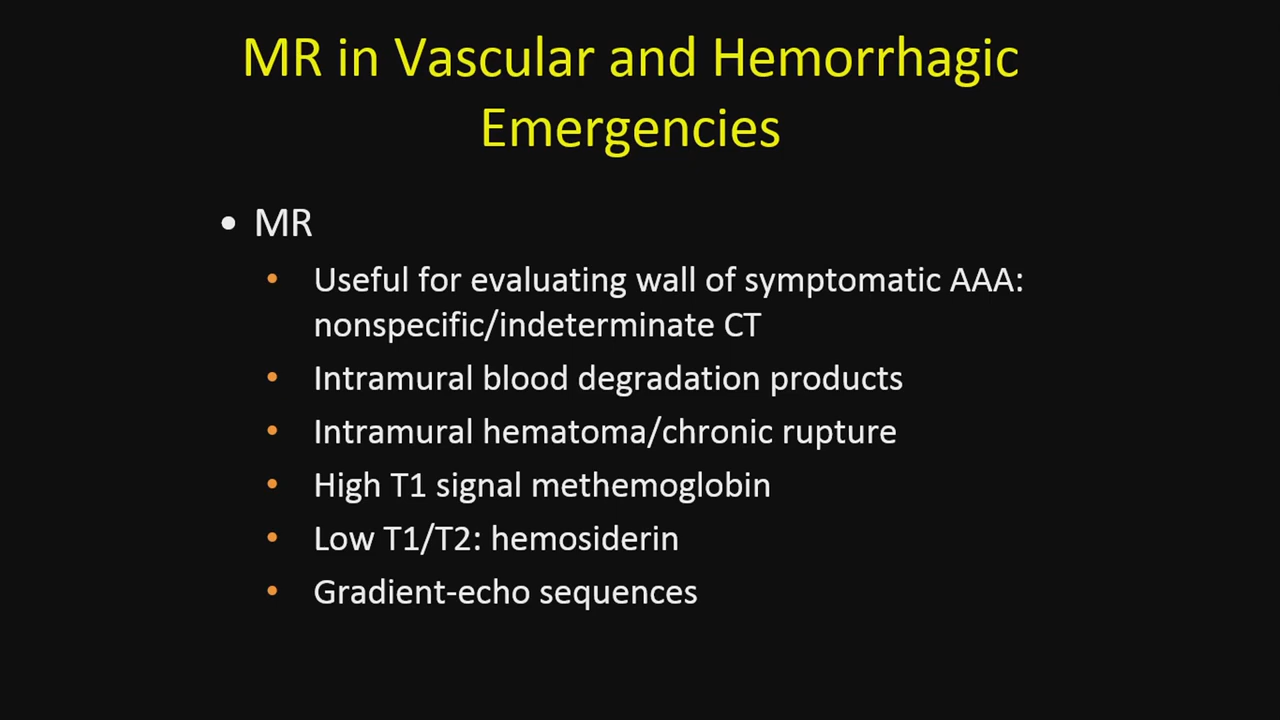 MR in Vascular and Hemorrhagic
Emergencies
• MR
• Useful for evaluating wall of symptomatic AAA:
nonspecific/indeterminate CT
• Intramural blood degradation products
• Intramural hematoma/chronic rupture
• High T1 signal methemoglobin
• Low T1/T2: hemosiderin
• Gradient-echo sequences